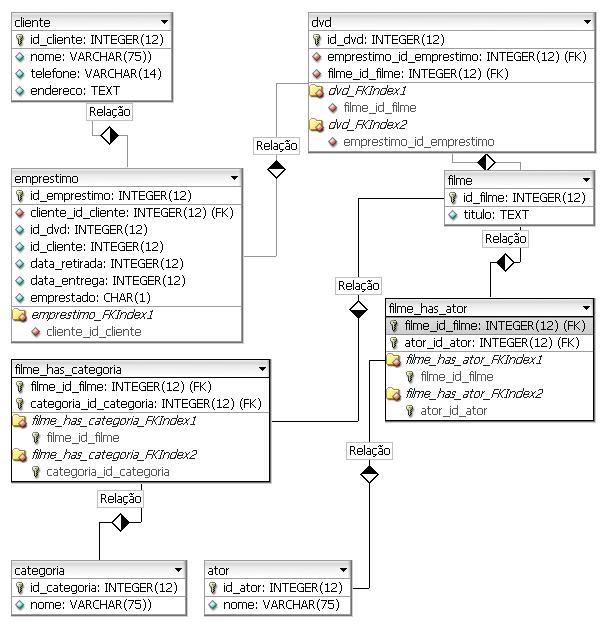 cliente
id_cliente: INTEGER(12)
nome: VARCHAR(75))
telefone: VARCHAR(14)
endereco: TEXT
dvd
id_dvd: INTEGER(12)
emprestimo_id_emprestimo: INTEGER(12) (FK)
filme_id_filme: INTEGER(12) (FK)
dvd_FKIndex1
filme_id_filme
dvd_FKIndex2
emprestimo_id_emprestimo
Relação
Relação
emprestimo
id_emprestimo: INTEGER(12)
cliente_id_cliente: INTEGER(12) (FK)
id_dvd: INTEGER(12)
id_cliente: INTEGER(12)
data_retirada: INTEGER(12)
data_entrega: INTEGER(12)
emprestado: CHAR(1)
emprestimo_FKIndex1
cliente_id_cliente
filme
id_filme: INTEGER(12)
titulo: TEXT
Relação
Relação
filme_has_ator
filme_id_filme: INTEGER(12) (FK)
ator_id_ator: INTEGER(12) (FK)
filme_has_ator_FKIndex1
filme_id_filme
filme_has_ator_FKIndex2
ator_id_ator
filme_has_categoria
filme_id_filme: INTEGER(12) (FK)
categoria_id_categoria: INTEGER(12) (FK)
filme_has_categoria_FKIndex1
filme_id_filme
filme_has_categoria_FKIndex2
categoria_id_categoria
Relação
Relação
categoria
id_categoria: INTEGER(12)
nome: VARCHAR(75))
ator
id_ator: INTEGER(12)
nome: VARCHAR(75)